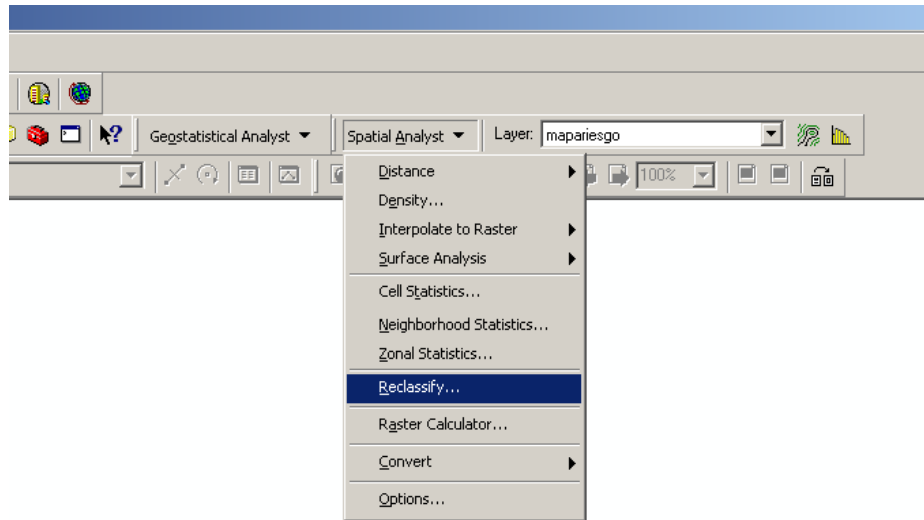 Geostatistical Analyst
Spatial Analyst
Layer: mapariesgo
100%
Distance
Density...
Interpolate to Raster
Surface Analysis
Cell Statistics...
Neighborhood Statistics...
Zonal Statistics...
Reclassify...
Raster Calculator...
Convert
Options...